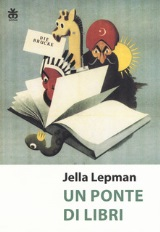 DIE
BRÜCKE
Jella Lepman
UN PONTE
DI LIBRI